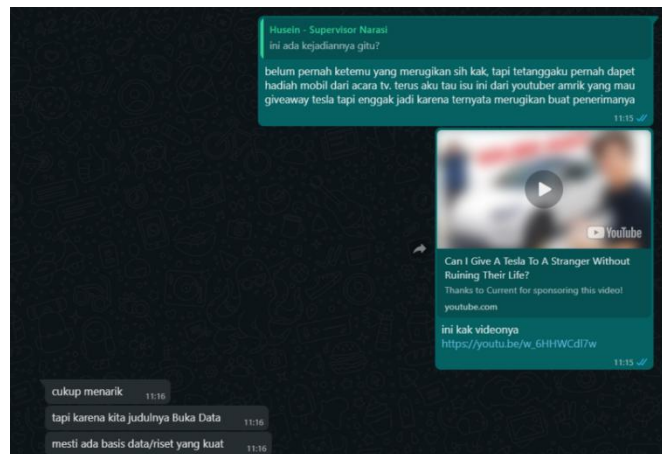 Husein - Supervisor Narasi
ini ada kejadiannya gitu?
belum pernah ketemu yang merugikan sih kak, tapi tetanggaku pernah dapet
hadiah mobil dari acara tv. terus aku tau isu ini dari youtuber amrik yang mau
giveaway tesla tapi enggak jadi karena ternyata merugikan buat penerimanya
11:15
YouTube
Can I Give A Tesla To A Stranger Without
Ruining Their Life?
Thanks to Current for sponsoring this video!
youtube.com
ini kak videonya
https://youtu.be/w_6HHWCdl7w
11:15
cukup menarik 11:16
tapi karena kita judulnya Buka Data 11:16
mesti ada basis data/riset yang kuat 11:16